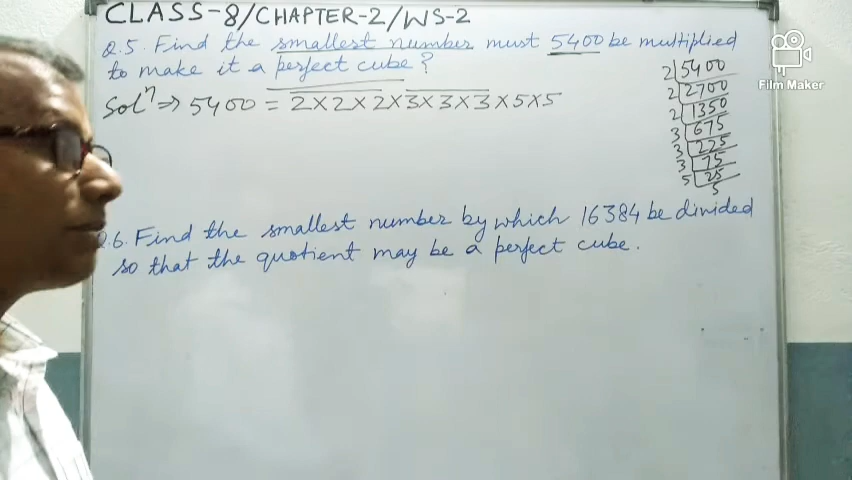 CLASS-8/CHAPTER-2/WS-2
Q.5. Find the smallest number must 5400 be multiplied
to make it a perfect cube?
Solⁿ ⇒ 5400 = 2×2×2×3×3×3×5×5
2 5400
2 2700
2 1350
3 675
3 225
3 75
5 25
5
Film Maker
Q.6. Find the smallest number by which 16384 be divided
so that the quotient may be a perfect cube.